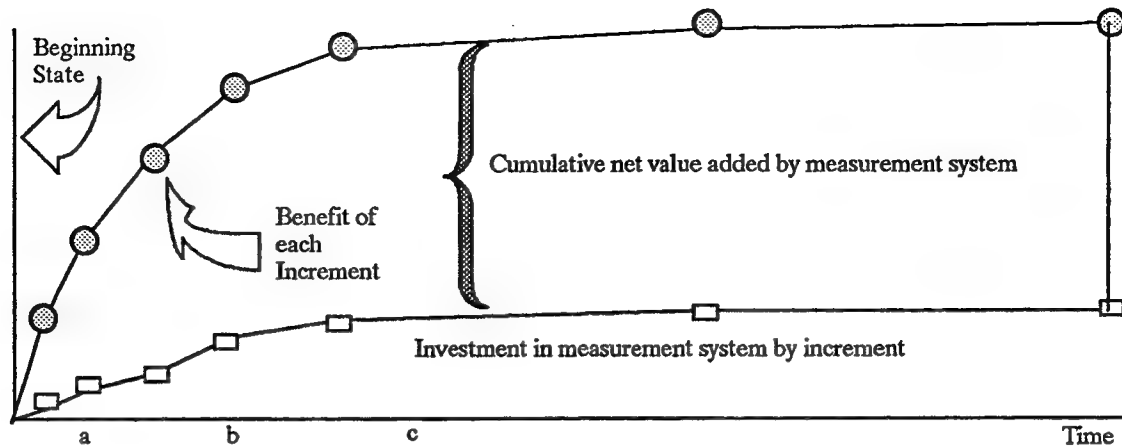 Beginning
State
Cumulative net value added by measurement system
Benefit of
each
Increment
Investment in measurement system by increment
a b c Time